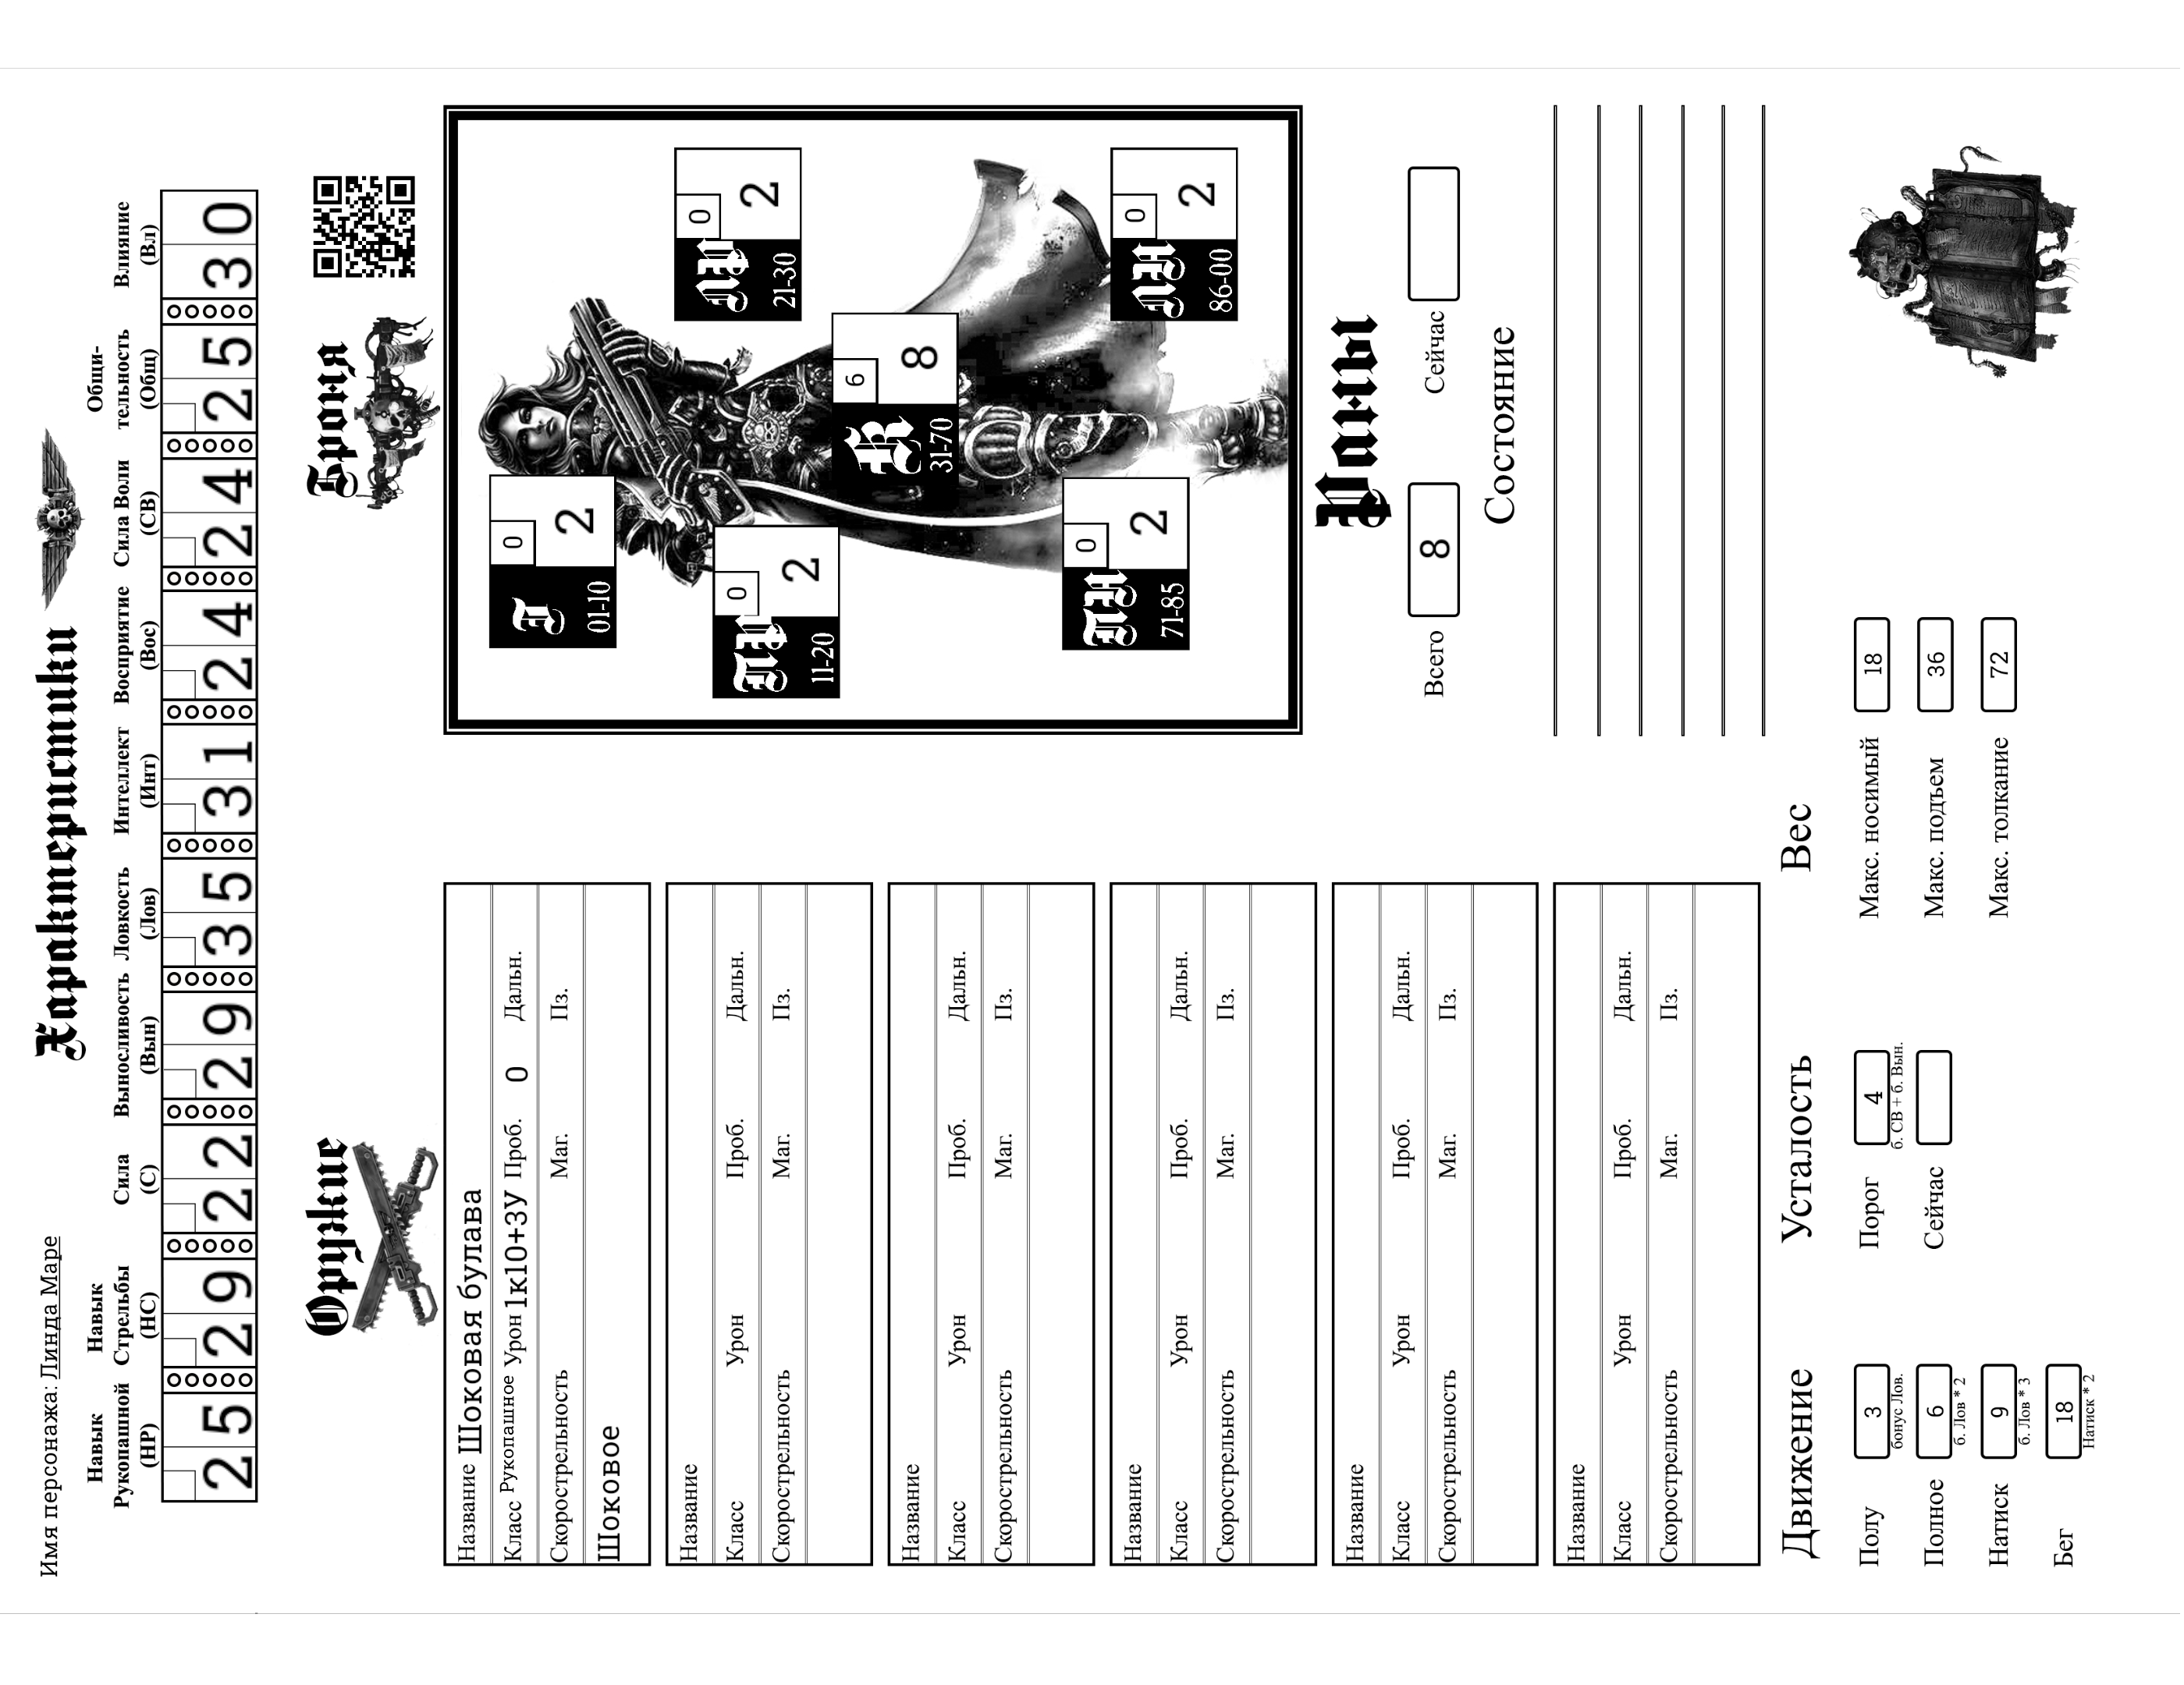 Имя персонажа: Линда Маре
Характеристики
Навык Рукопашной (НР)
25
Навык Стрельбы (НС)
29
Сила (С)
22
Выносливость (Вын)
29
Ловкость (Лов)
35
Интеллект (Инт)
31
Восприятие (Вос)
24
Сила Воли (СВ)
24
Общи-
тельность (Общ)
25
Влияние (Вл)
30
Оружие
Название Шоковая булава
Класс Рукопашное Урон 1к10+3У Проб. 0 Дальн.
Скорострельность Маг. Пз.
Шоковое
Название
Класс Урон Проб. Дальн.
Скорострельность Маг. Пз.
Название
Класс Урон Проб. Дальн.
Скорострельность Маг. Пз.
Название
Класс Урон Проб. Дальн.
Скорострельность Маг. Пз.
Название
Класс Урон Проб. Дальн.
Скорострельность Маг. Пз.
Название
Класс Урон Проб. Дальн.
Скорострельность Маг. Пз.
Броня
Г 01-10 0 2
ПР 11-20 0 2
ЛР 21-30 0 2
К 31-70 6 8
ПН 71-85 0 2
ЛН 86-00 0 2
Раны
Всего 8 Сейчас
Состояние
Движение
Полу 3
бонус Лов.
Полное 6
б. Лов * 2
Натиск 9
б. Лов * 3
Бег 18
Натиск * 2
Усталость
Порог 4
б. СВ + б. Вын.
Сейчас
Вес
Макс. носимый 18
Макс. подъем 36
Макс. толкание 72